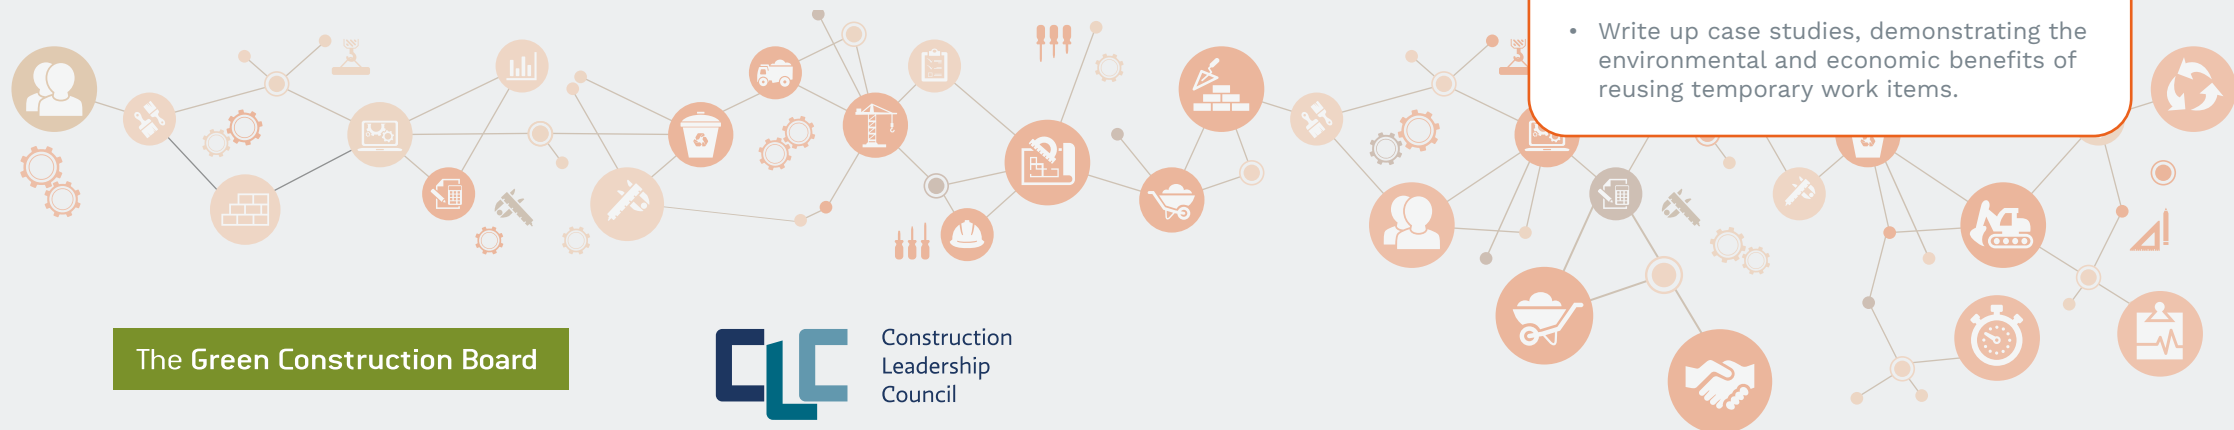 • Write up case studies, demonstrating the
environmental and economic benefits of
reusing temporary work items.
The Green Construction Board
CLC
Construction
Leadership
Council